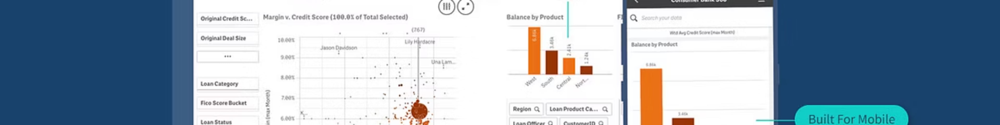 Original Credit Sc...
Original Deal Size
...
Loan Category
Fico Score Bucket
Loan Status
Margin v. Credit Score (100.0% of Total Selected)
(767)
10.00%
9.00%
8.00%
7.00%
6.00%
(max Month)
Jason Davidson
Lily Hardacre
Una Lam...
K...
Balance by Product
6.86k
3.46k
2.41k
1.24k
West
South
Central
Nort...
Region
Loan Product Ca...
Loan Officer
CustomerID
Consumer Bank 360
Search your data
Wtd Avg Credit Score (max Month)
Balance by Product
6.86k
3.46k
Built For Mobile